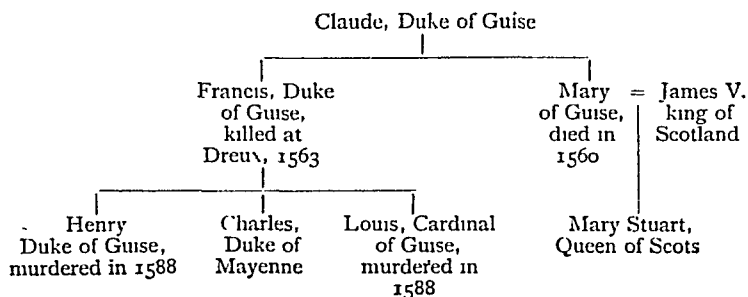 Claude, Duke of Guise
Francis, Duke
of Guise,
killed at
Dreux, 1563
Mary
of Guise,
died in
1560
=
James V.
king of
Scotland
Henry
Duke of Guise,
murdered in 1588
Charles,
Duke of
Mayenne
Louis, Cardinal
of Guise,
murdered in
1588
Mary Stuart,
Queen of Scots